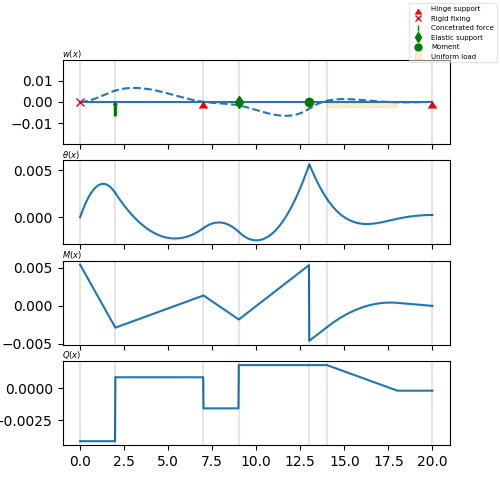 Hinge support
Rigid fixing
Concetrated force
Elastic support
Moment
Uniform load
w(x)
0.01
0.00
−0.01
θ(x)
0.005
0.000
M(x)
0.005
0.000
−0.005
Q(x)
0.0000
0.0025
0.0 2.5 5.0 7.5 10.0 12.5 15.0 17.5 20.0